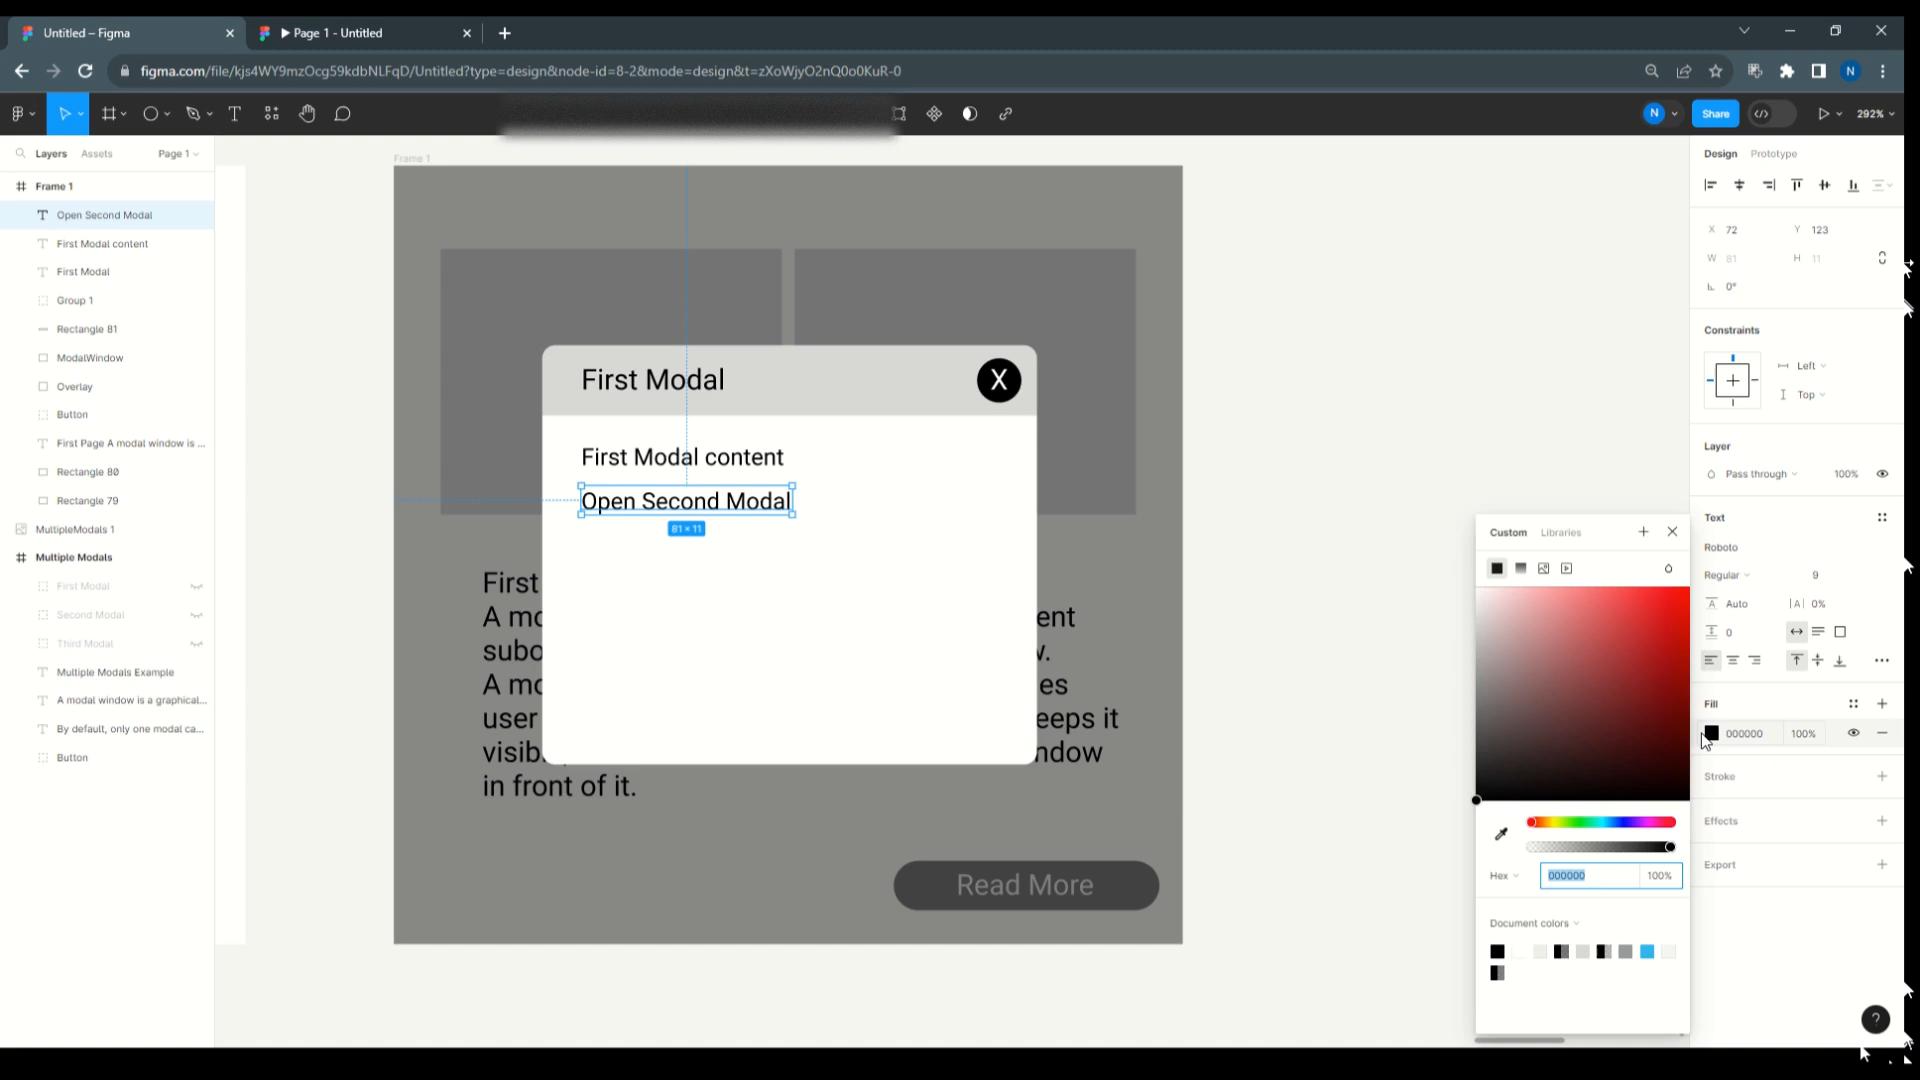 Untitled – Figma
Page 1 - Untitled
figma.com/file/kjs4WY9mzOcg59kdbNLFqD/Untitled?type=design&node-id=8-2&mode=design&t=zXoWjyO2nQ0o0KuR-0
N
N
Share
292%
Layers
Assets
Page 1
Frame 1
Open Second Modal
First Modal content
First Modal
Group 1
Rectangle 81
ModalWindow
Overlay
Button
First Page A modal window is ...
Rectangle 80
Rectangle 79
MultipleModals 1
Multiple Modals
First Modal
Second Modal
Third Modal
Multiple Modals Example
A modal window is a graphical...
By default, only one modal ca...
Button
Frame 1
First Modal
X
First Modal content
Open Second Modal
81 × 11
First
A mo
ent
subo
v.
A mo
es
user
eeps it
visib
ndow
in front of it.
Read More
Custom
Libraries
Hex
000000
100%
Document colors
Design
Prototype
X 72
Y 123
W 81
H 11
0°
Constraints
Left
Top
Layer
Pass through
100%
Text
Roboto
Regular
9
A Auto
|A| 0%
0
Fill
000000
100%
Stroke
Effects
Export
?